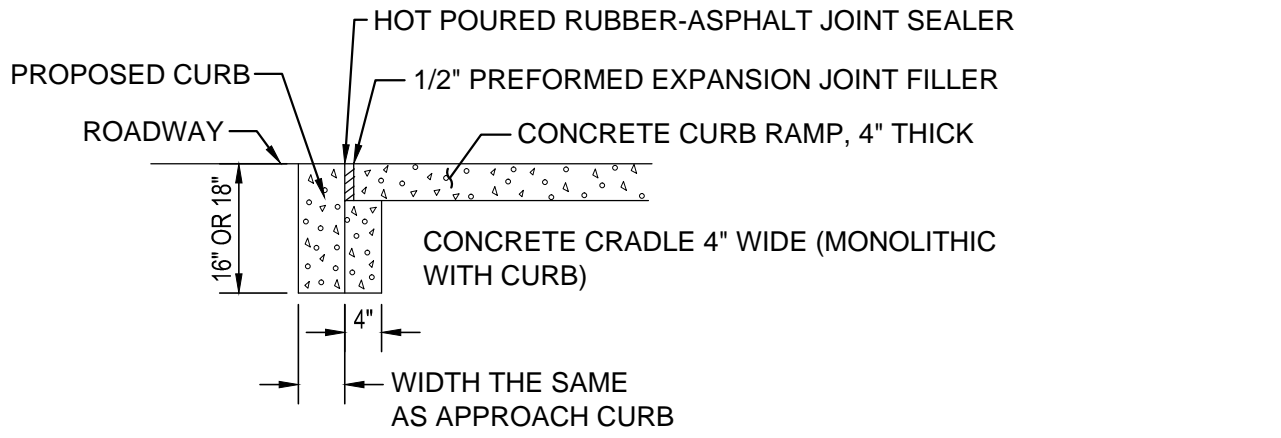 HOT POURED RUBBER-ASPHALT JOINT SEALER
PROPOSED CURB
1/2" PREFORMED EXPANSION JOINT FILLER
ROADWAY
CONCRETE CURB RAMP, 4" THICK
16" OR 18"
CONCRETE CRADLE 4" WIDE (MONOLITHIC
WITH CURB)
4"
WIDTH THE SAME
AS APPROACH CURB